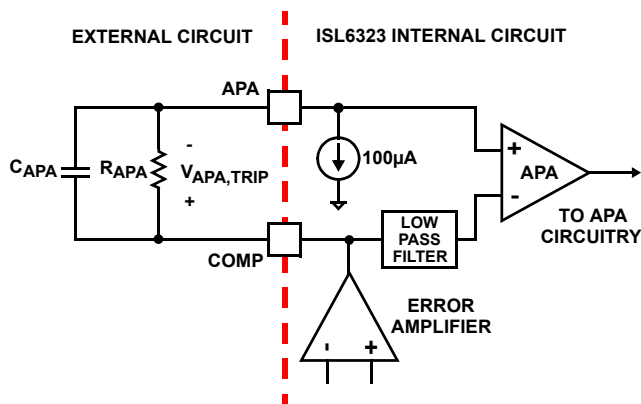 EXTERNAL CIRCUIT
ISL6323 INTERNAL CIRCUIT
APA
100µA
CAPA
RAPA
-
VAPA,TRIP
+
+
APA
-
TO APA
CIRCUITRY
LOW
PASS
FILTER
COMP
ERROR
AMPLIFIER
- +